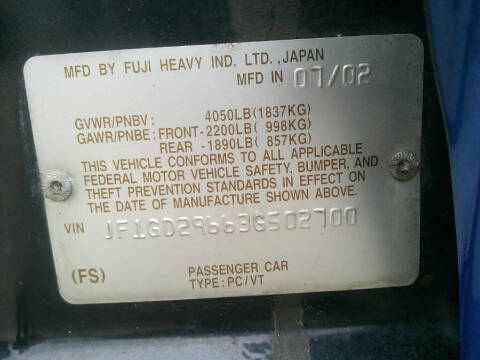 MFD BY FUJI HEAVY IND. LTD.,JAPAN
MFD IN 07/02
GVWR/PNBV: 4050LB(1837KG)
GAWR/PNBE: FRONT-2200LB( 998KG)
REAR -1890LB( 857KG)
THIS VEHICLE CONFORMS TO ALL APPLICABLE
FEDERAL MOTOR VEHICLE SAFETY, BUMPER, AND
THEFT PREVENTION STANDARDS IN EFFECT ON
THE DATE OF MANUFACTURE SHOWN ABOVE.
VIN JF1GD29663G502700
(FS) PASSENGER CAR
TYPE: PC/VT